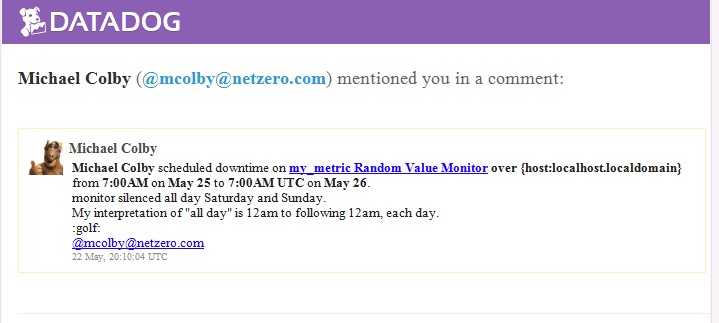 DATADOG
Michael Colby (@mcolby@netzero.com) mentioned you in a comment:
Michael Colby
Michael Colby scheduled downtime on my_metric Random Value Monitor over {host:localhost.localdomain}
from 7:00AM on May 25 to 7:00AM UTC on May 26.
monitor silenced all day Saturday and Sunday.
My interpretation of "all day" is 12am to following 12am, each day.
:golf:
@mcolby@netzero.com
22 May, 20:10:04 UTC